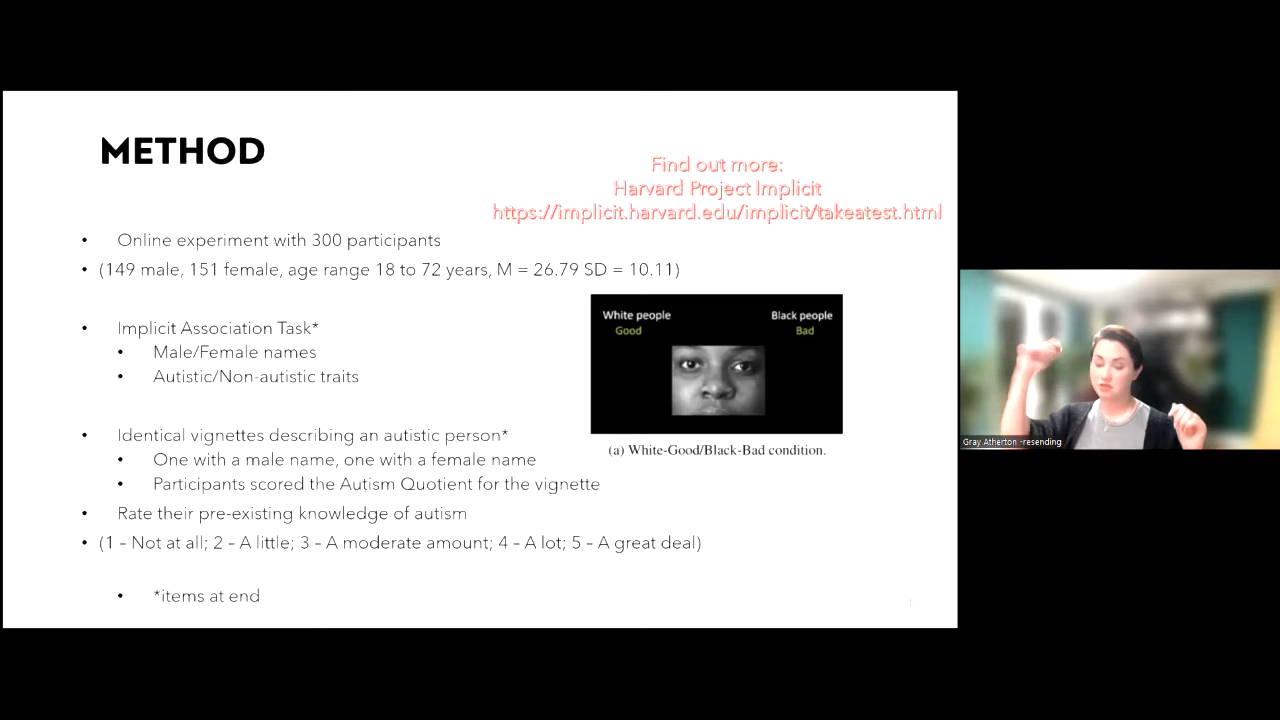 METHOD
Find out more:
Harvard Project Implicit
https://implicit.harvard.edu/implicit/takeatest.html
• Online experiment with 300 participants
• (149 male, 151 female, age range 18 to 72 years, M = 26.79 SD = 10.11)
• Implicit Association Task*
• Male/Female names
• Autistic/Non-autistic traits
White people
Good
Black people
Bad
(a) White-Good/Black-Bad condition.
• Identical vignettes describing an autistic person*
• One with a male name, one with a female name
• Participants scored the Autism Quotient for the vignette
• Rate their pre-existing knowledge of autism
• (1 – Not at all; 2 – A little; 3 – A moderate amount; 4 – A lot; 5 – A great deal)
• *items at end
Gray Atherton -resending